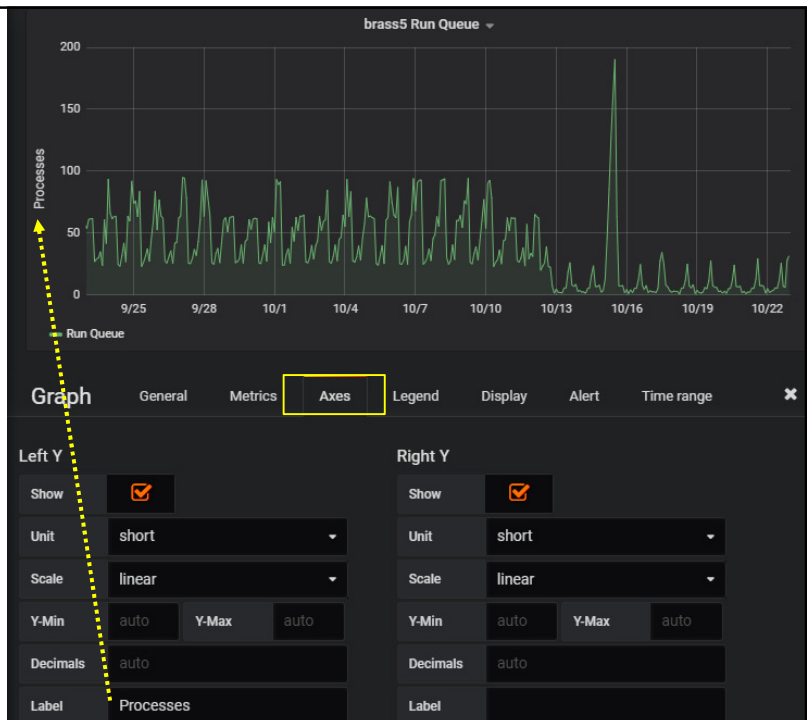 brass5 Run Queue
200
150
100
50
0
Processes
9/25 9/28 10/1 10/4 10/7 10/10 10/13 10/16 10/19 10/22
Run Queue
Graph General Metrics Axes Legend Display Alert Time range
Left Y Right Y
Show Show
Unit short Unit short
Scale linear Scale linear
Y-Min auto Y-Max auto Y-Min auto Y-Max auto
Decimals auto Decimals auto
Label Processes Label